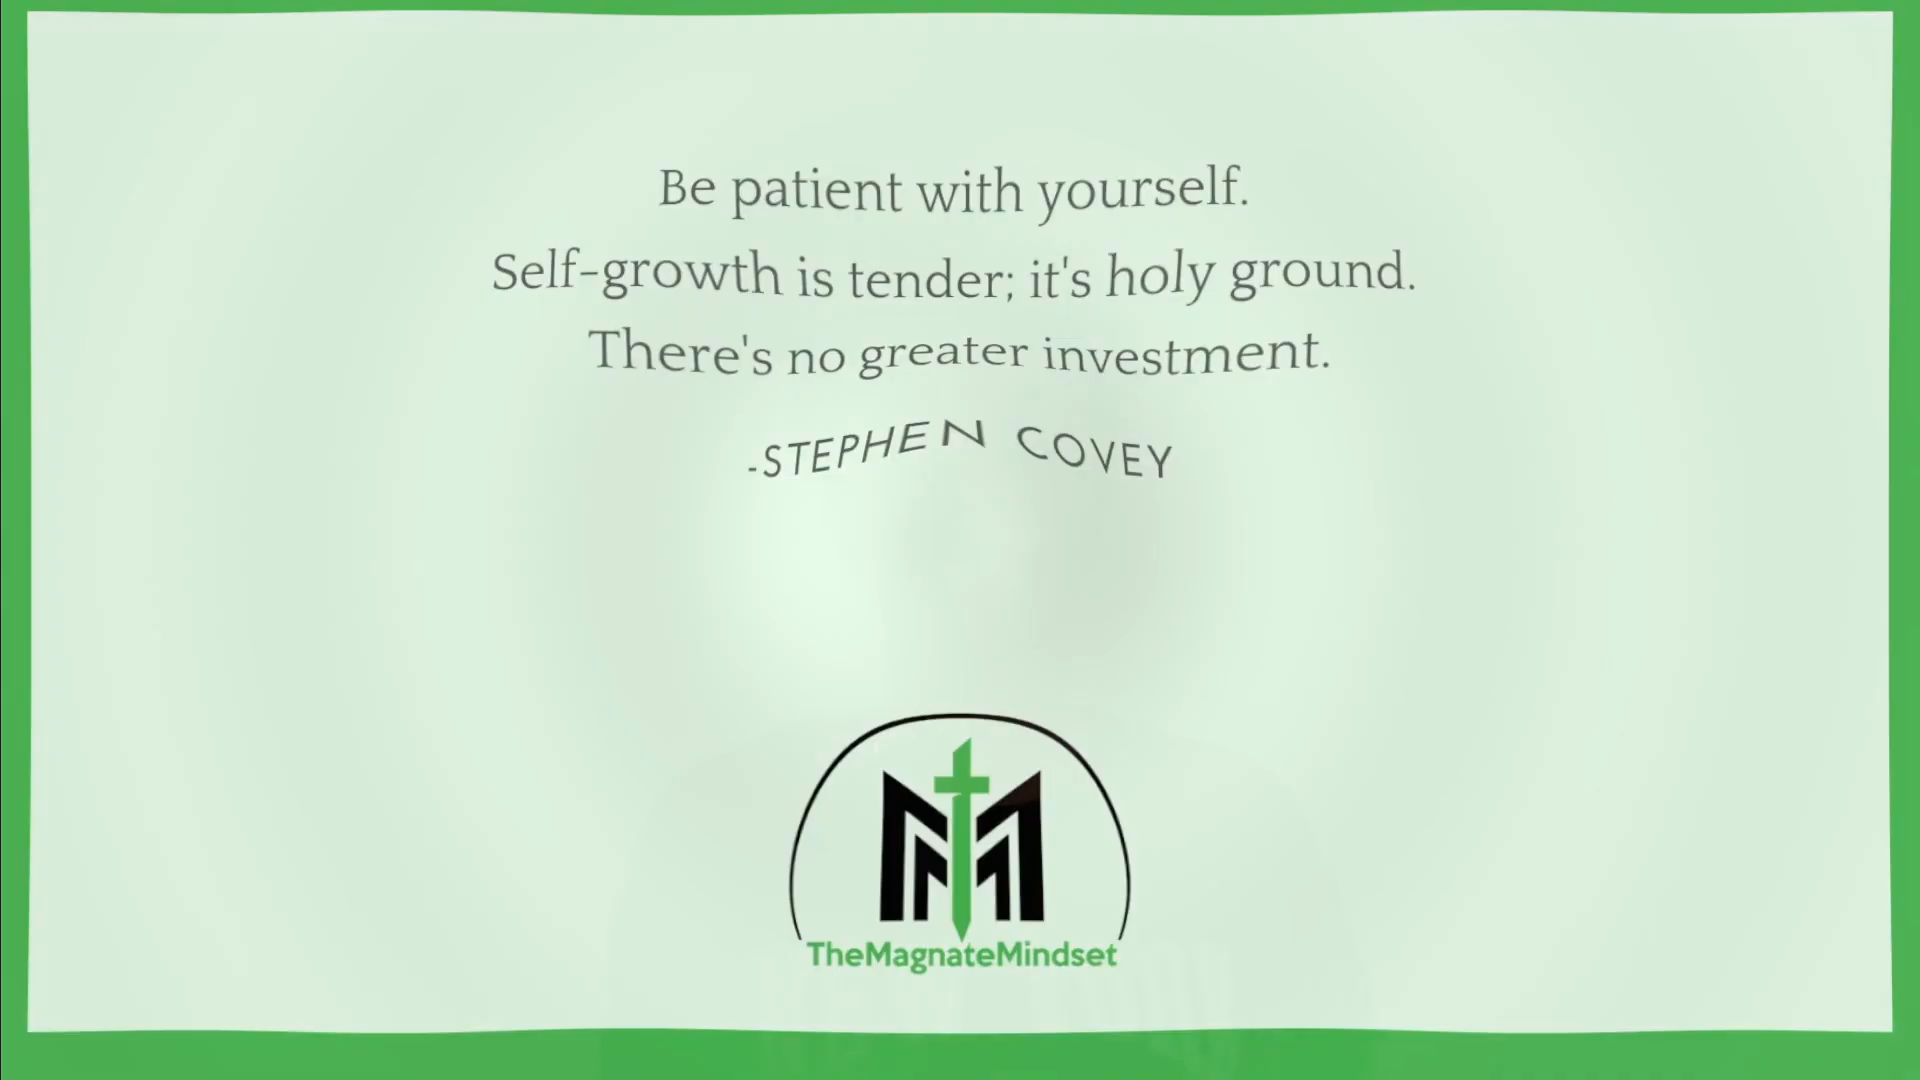 Be patient with yourself.
Self-growth is tender; it's holy ground.
There's no greater investment.
-STEPHEN COVEY
TheMagnateMindset